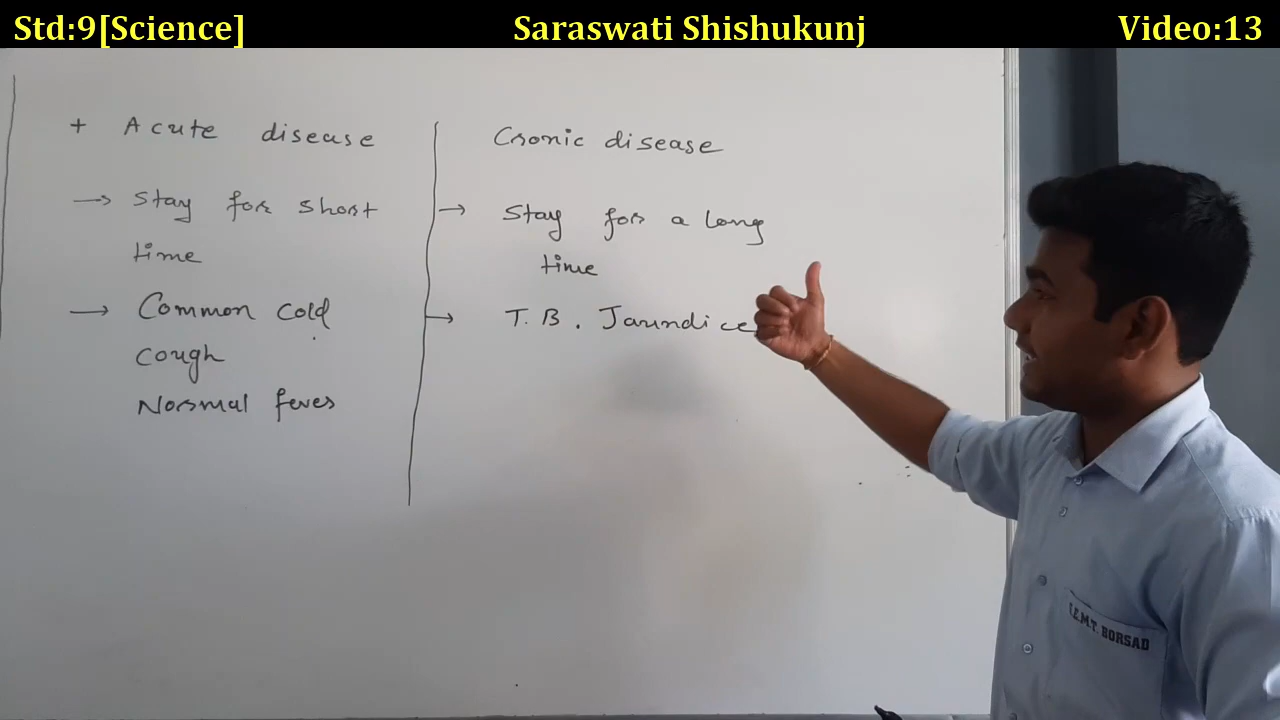 Std:9[Science]
Saraswati Shishukunj
Video:13
+ Acute disease
→ Stay for short
time
→ Common cold
cough
Normal fever
Cronic disease
→ Stay for a long
time
→ T.B. Jaundice
BORSAD